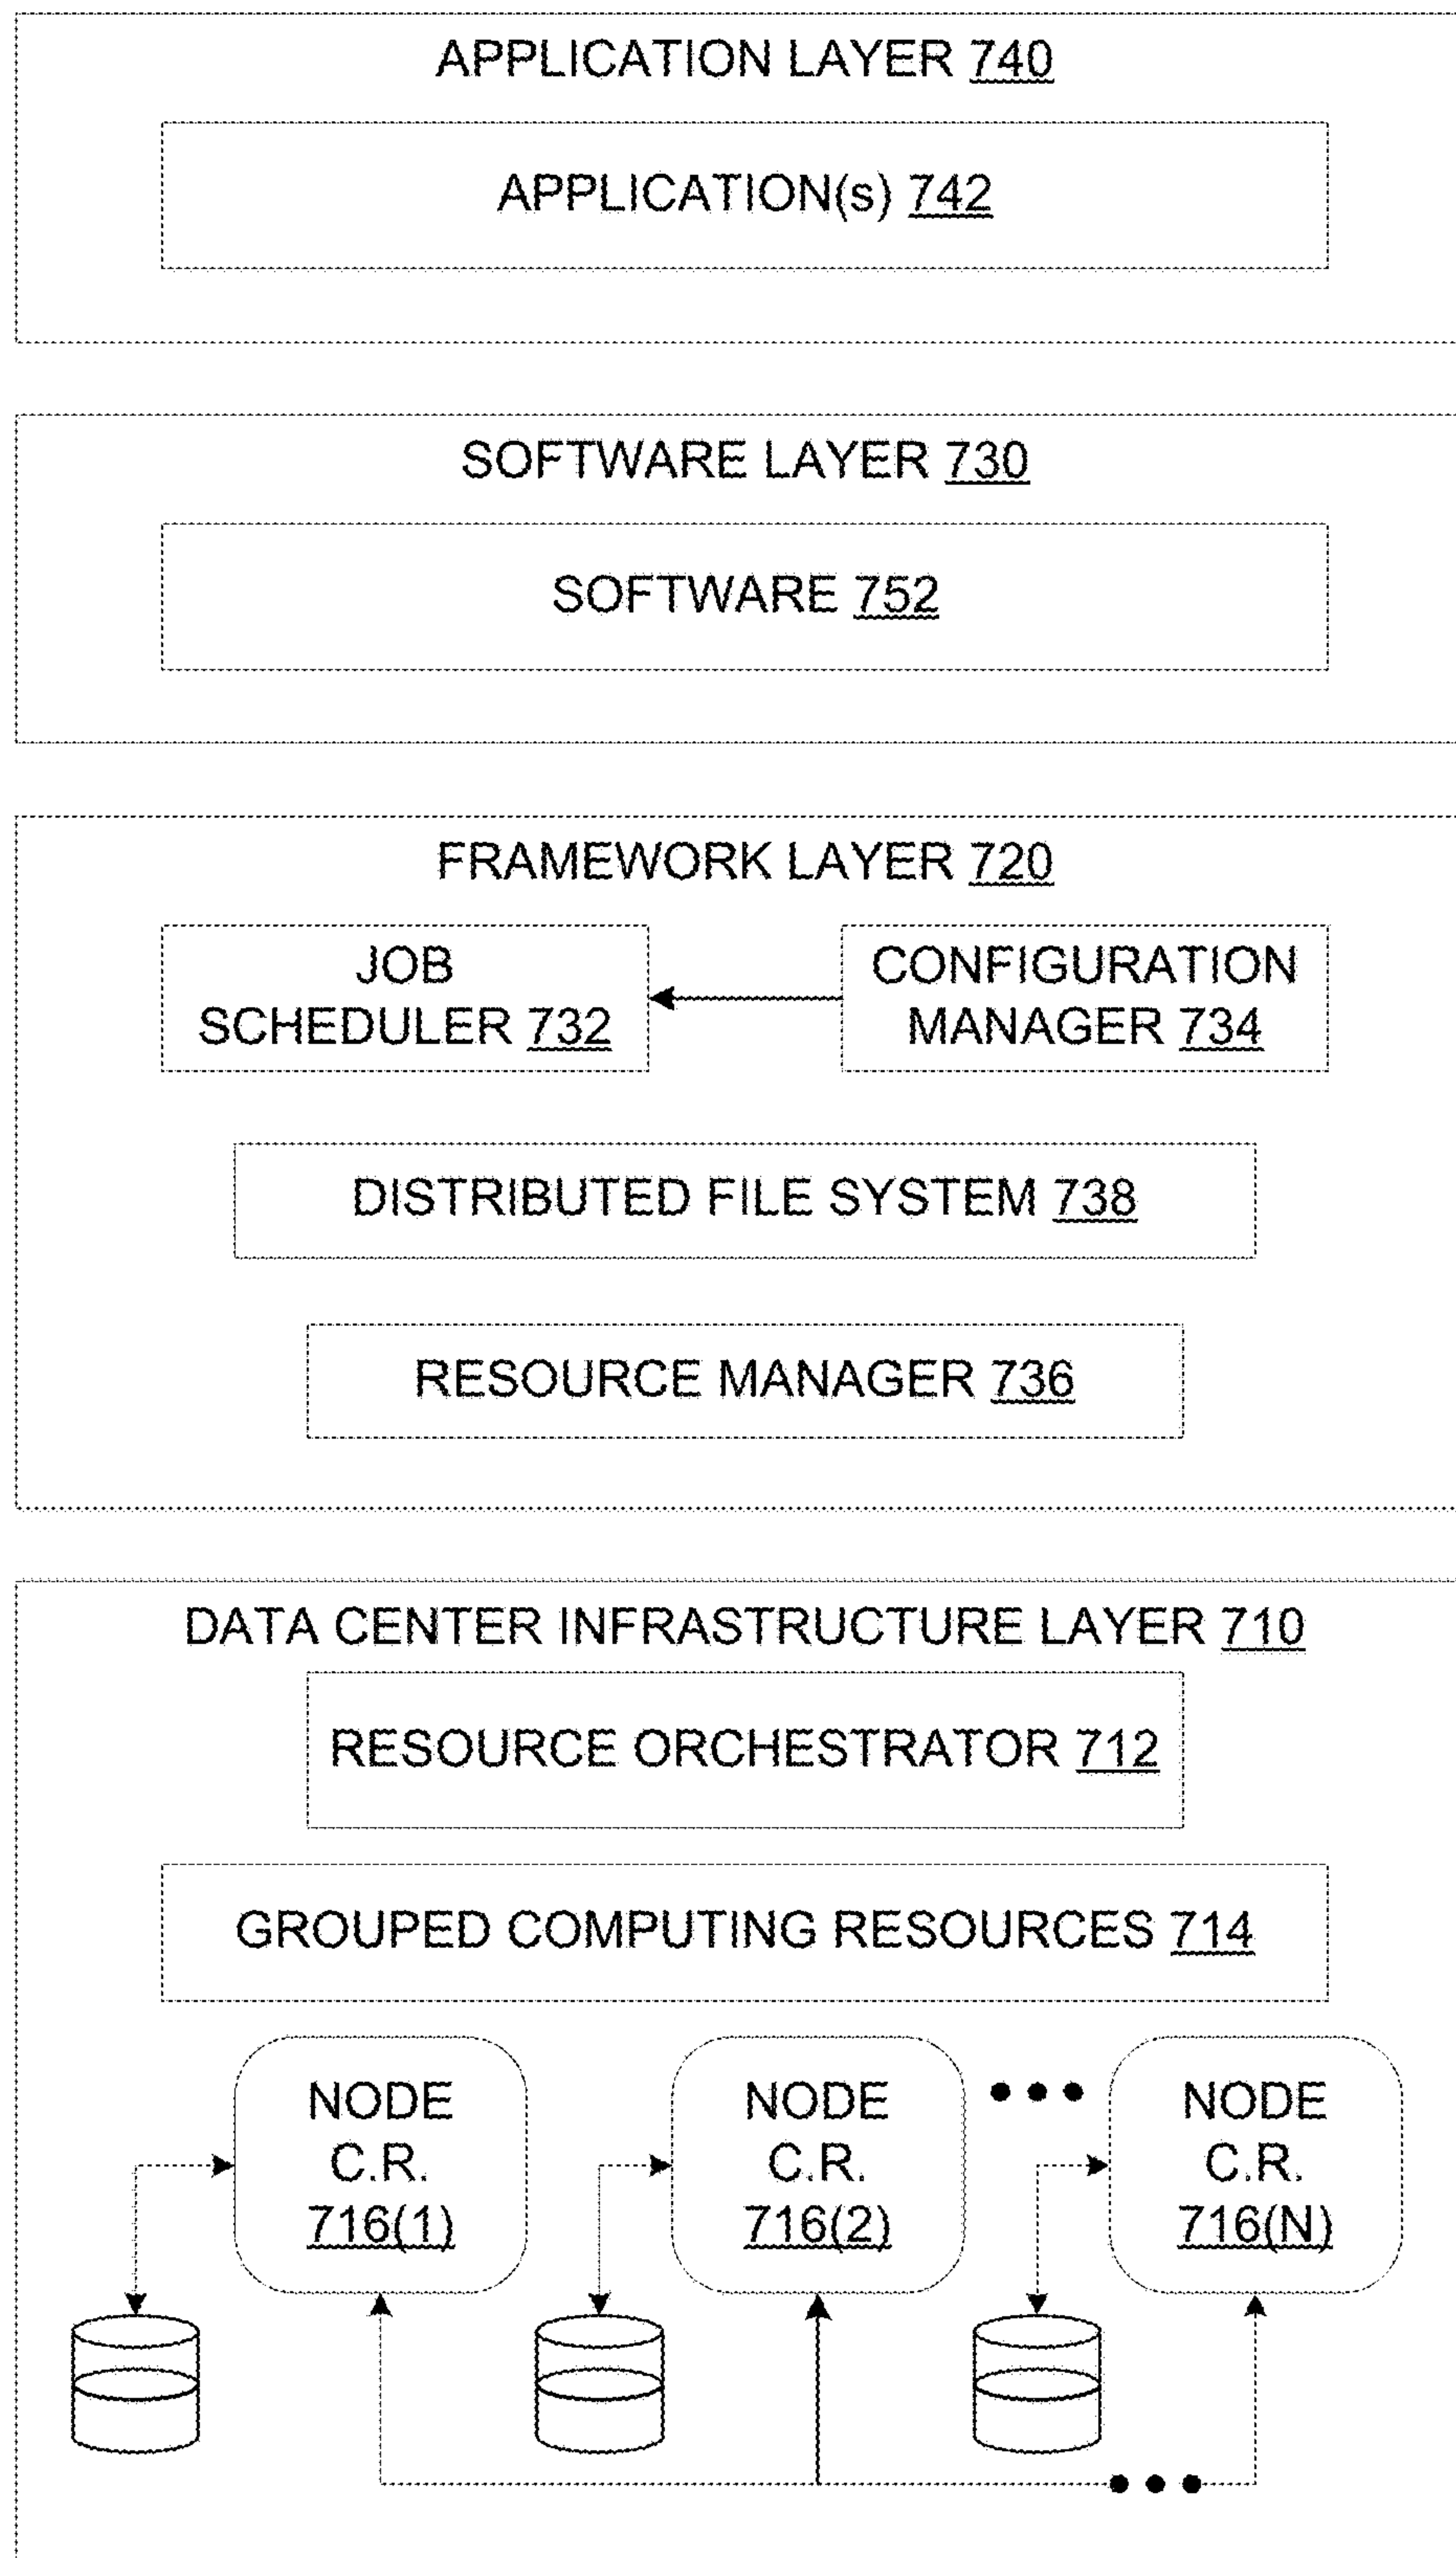 APPLICATION LAYER 740
APPLICATION(s) 742
SOFTWARE LAYER 730
SOFTWARE 752
FRAMEWORK LAYER 720
JOB
SCHEDULER 732
CONFIGURATION
MANAGER 734
DISTRIBUTED FILE SYSTEM 738
RESOURCE MANAGER 736
DATA CENTER INFRASTRUCTURE LAYER 710
RESOURCE ORCHESTRATOR 712
GROUPED COMPUTING RESOURCES 714
NODE
C.R.
716(1)
NODE
C.R.
716(2)
NODE
C.R.
716(N)